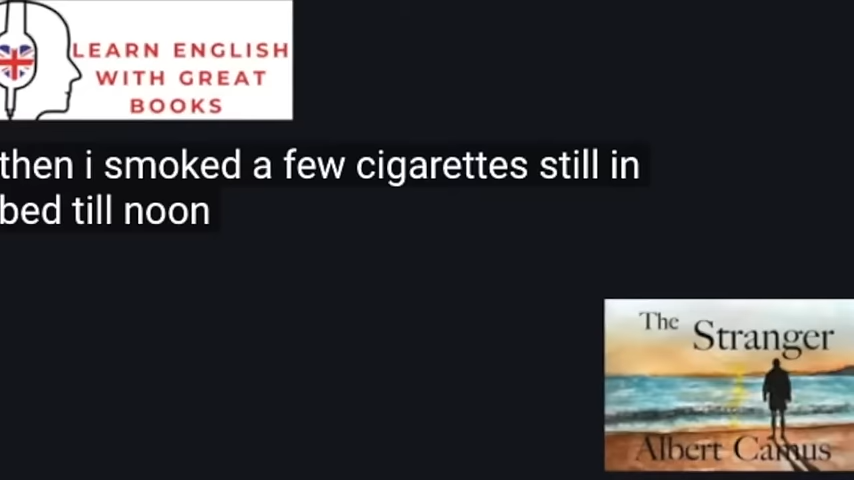 LEARN ENGLISH
WITH GREAT
BOOKS
then i smoked a few cigarettes still in
bed till noon
The Stranger
Albert Camus